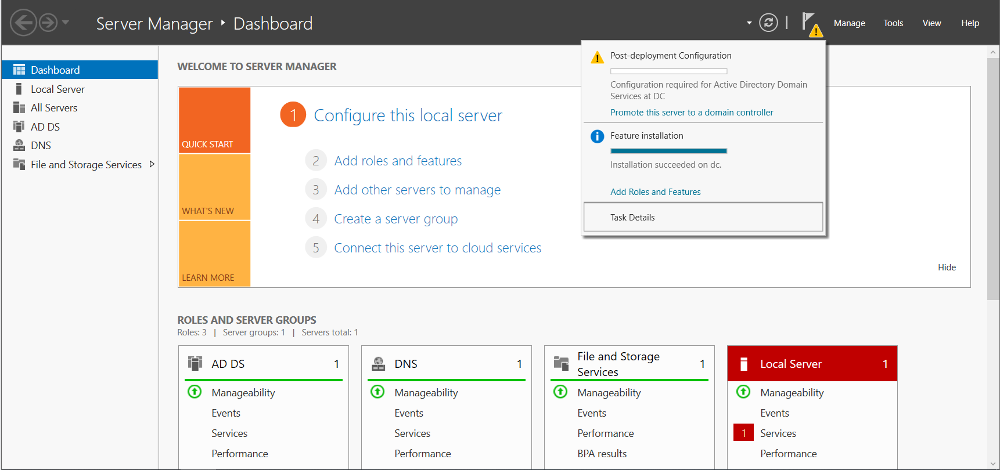 Server Manager ‣ Dashboard
Manage
Tools
View
Help
Dashboard
Local Server
All Servers
AD DS
DNS
File and Storage Services
WELCOME TO SERVER MANAGER
QUICK START
WHAT'S NEW
LEARN MORE
1 Configure this local server
2 Add roles and features
3 Add other servers to manage
4 Create a server group
5 Connect this server to cloud services
Hide
Post-deployment Configuration
Configuration required for Active Directory Domain
Services at DC
Promote this server to a domain controller
Feature installation
Installation succeeded on dc.
Add Roles and Features
Task Details
ROLES AND SERVER GROUPS
Roles: 3 | Server groups: 1 | Servers total: 1
AD DS 1
Manageability
Events
Services
Performance
DNS 1
Manageability
Events
Services
Performance
File and Storage
Services 1
Manageability
Events
Performance
BPA results
Local Server 1
Manageability
Events
1 Services
Performance